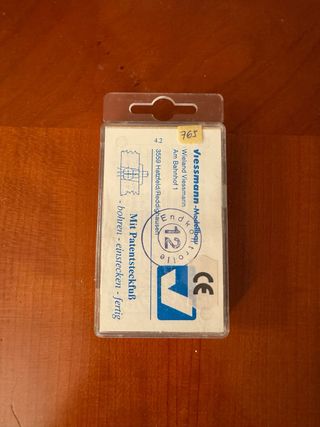 765
4.2
Viessmann-Modellbau
Wieland Viessmann
Am Bahnhof 1
3559 Hatzfeld/Reddighausen
Endkontrolle
12
CE
Mit Patentsteckfuß
- bohren - einstecken - fertig